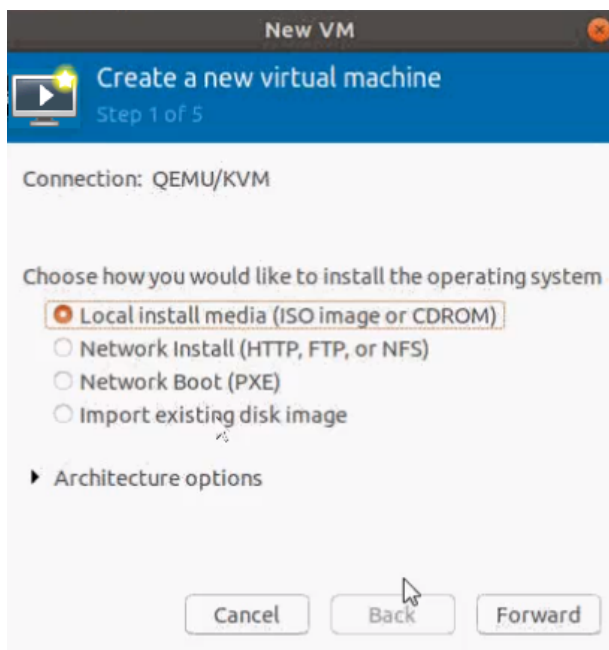 New VM
Create a new virtual machine
Step 1 of 5
Connection: QEMU/KVM
Choose how you would like to install the operating system
Local install media (ISO image or CDROM)
Network Install (HTTP, FTP, or NFS)
Network Boot (PXE)
Import existing disk image
Architecture options
Cancel Back Forward